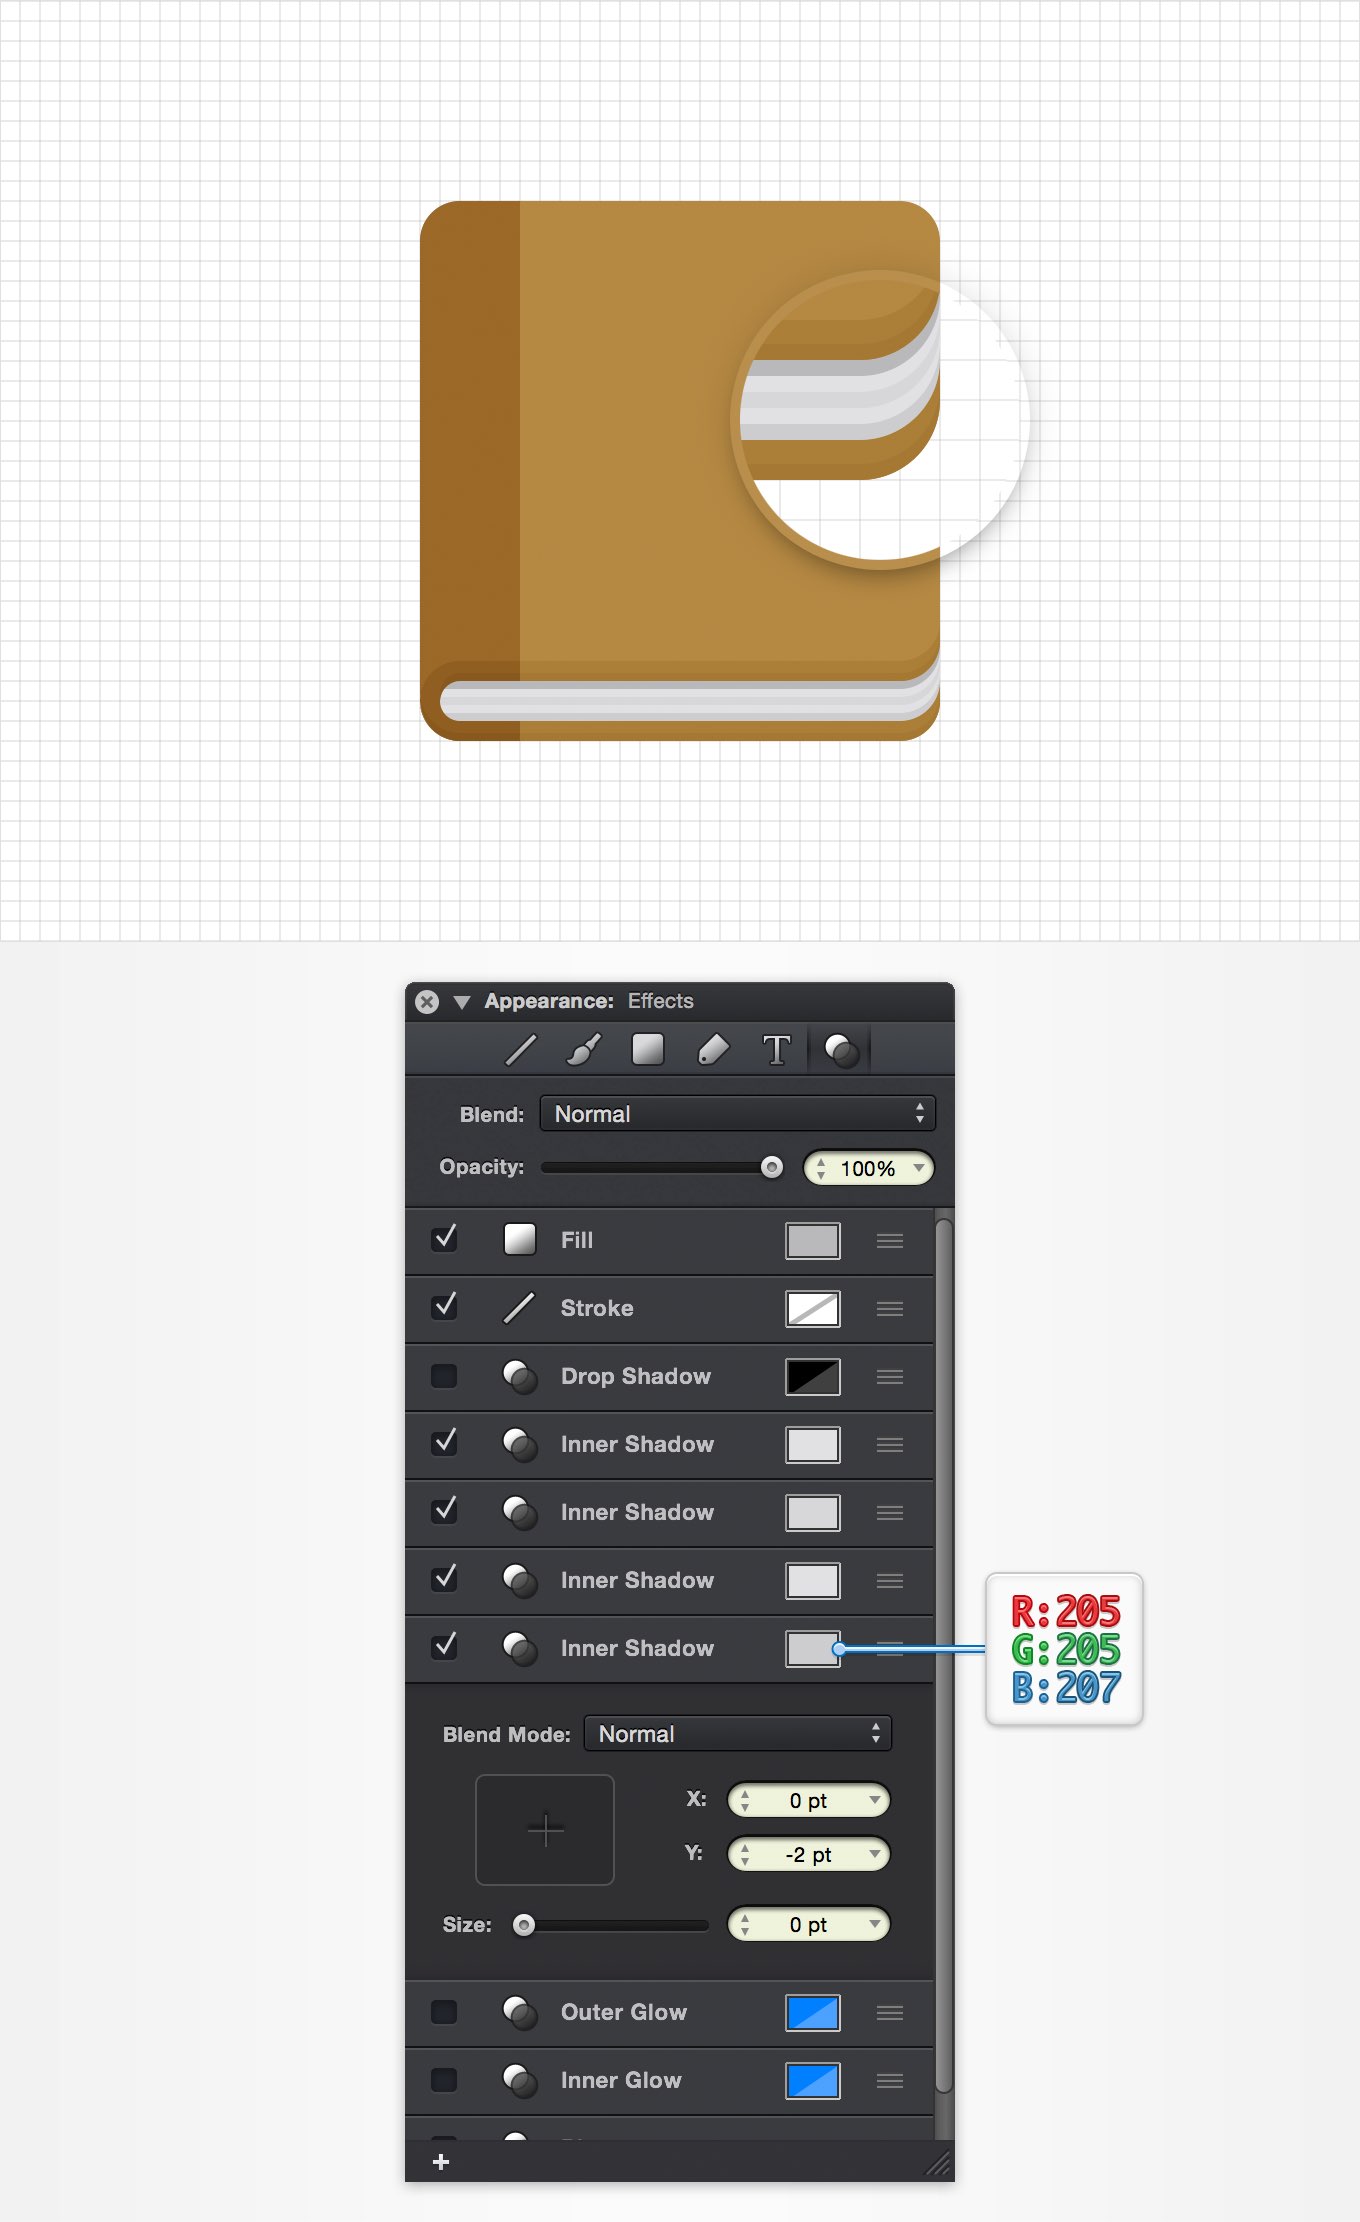 Appearance: Effects
T
Blend: Normal
Opacity: 100%
Fill
Stroke
Drop Shadow
Inner Shadow
Inner Shadow
Inner Shadow
Inner Shadow
R:205
G:205
B:207
Blend Mode: Normal
X: 0 pt
Y: -2 pt
Size: 0 pt
Outer Glow
Inner Glow